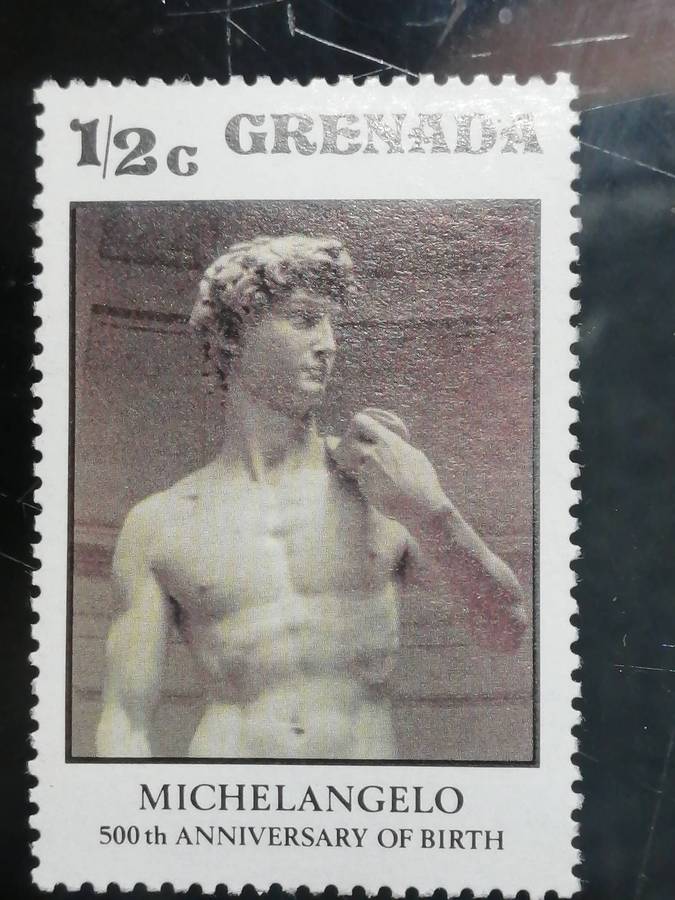 1/2c GRENADA
MICHELANGELO
500th ANNIVERSARY OF BIRTH